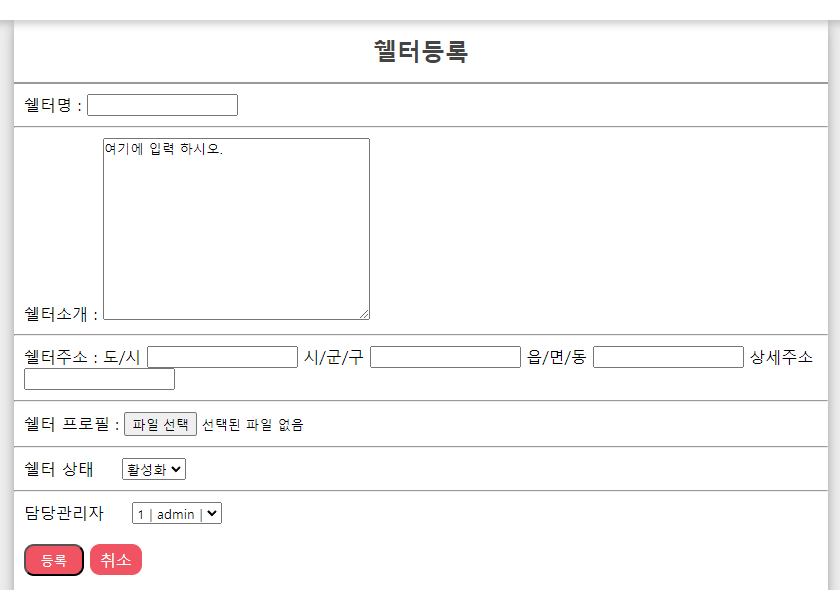 쉘터등록
쉘터명 :
여기에 입력 하시오.
쉘터소개 :
쉘터주소 : 도/시 시/군/구 읍/면/동 상세주소
쉘터 프로필 : 파일 선택 선택된 파일 없음
쉘터 상태 활성화
담당관리자 1 | admin |
등록 취소